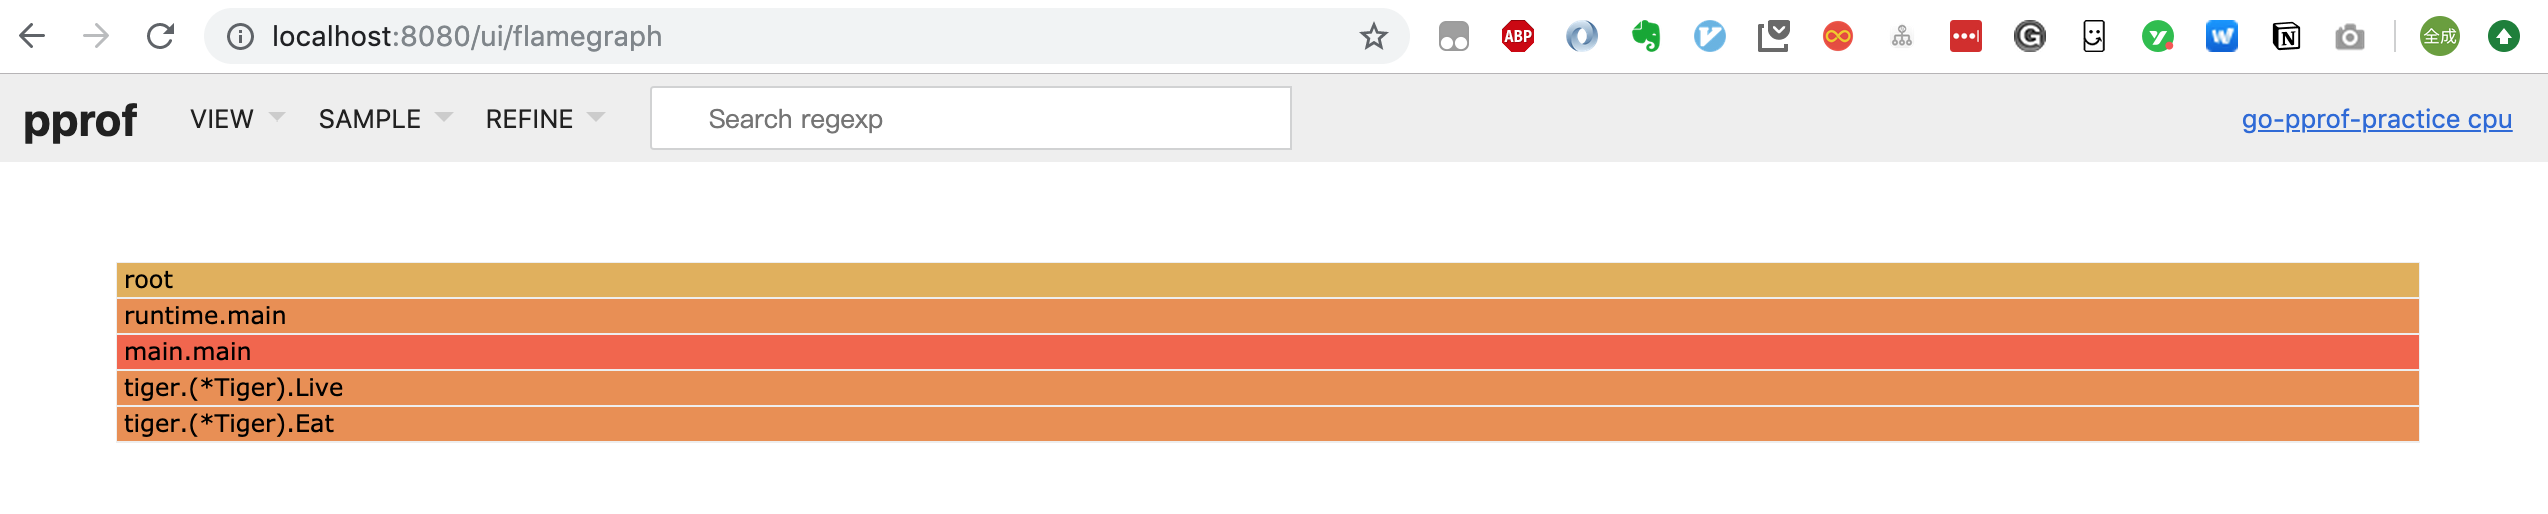 localhost:8080/ui/flamegraph
ABP
G
y
W
N
全成
pprof VIEW SAMPLE REFINE Search regexp go-pprof-practice cpu
root
runtime.main
main.main
tiger.(*Tiger).Live
tiger.(*Tiger).Eat